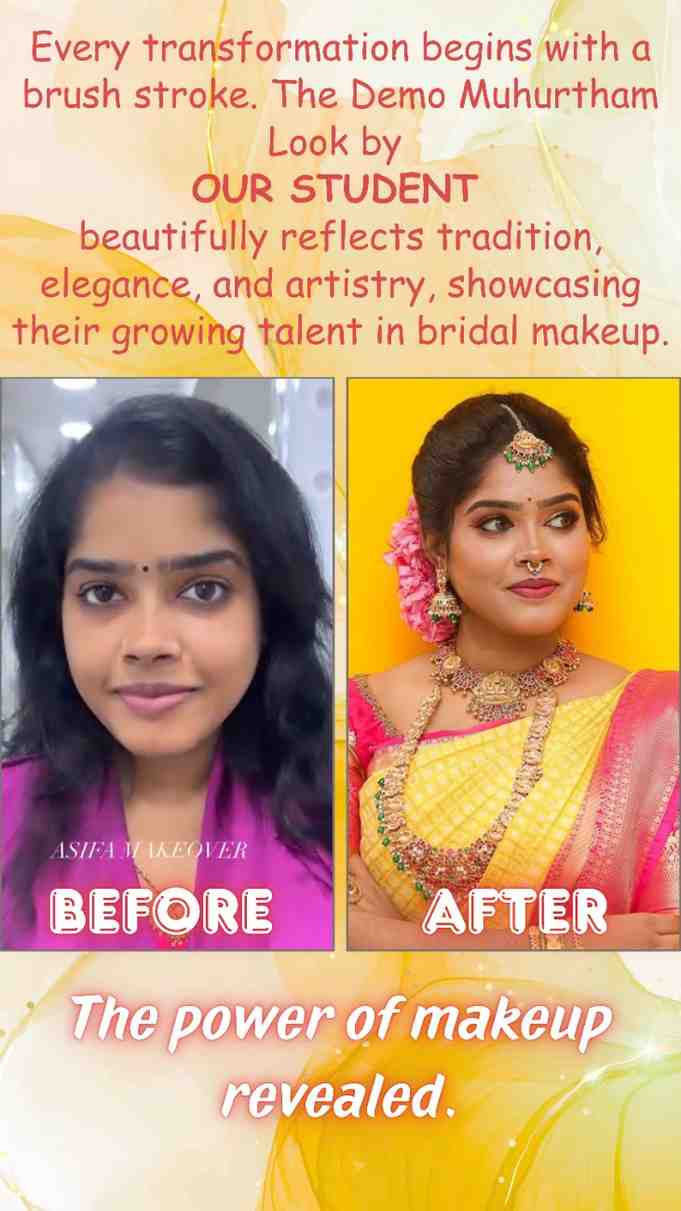 Every transformation begins with a
brush stroke. The Demo Muhurtham
Look by
OUR STUDENT
beautifully reflects tradition,
elegance, and artistry, showcasing
their growing talent in bridal makeup.
ASIFA MAKEOVER
BEFORE
AFTER
The power of makeup
revealed.